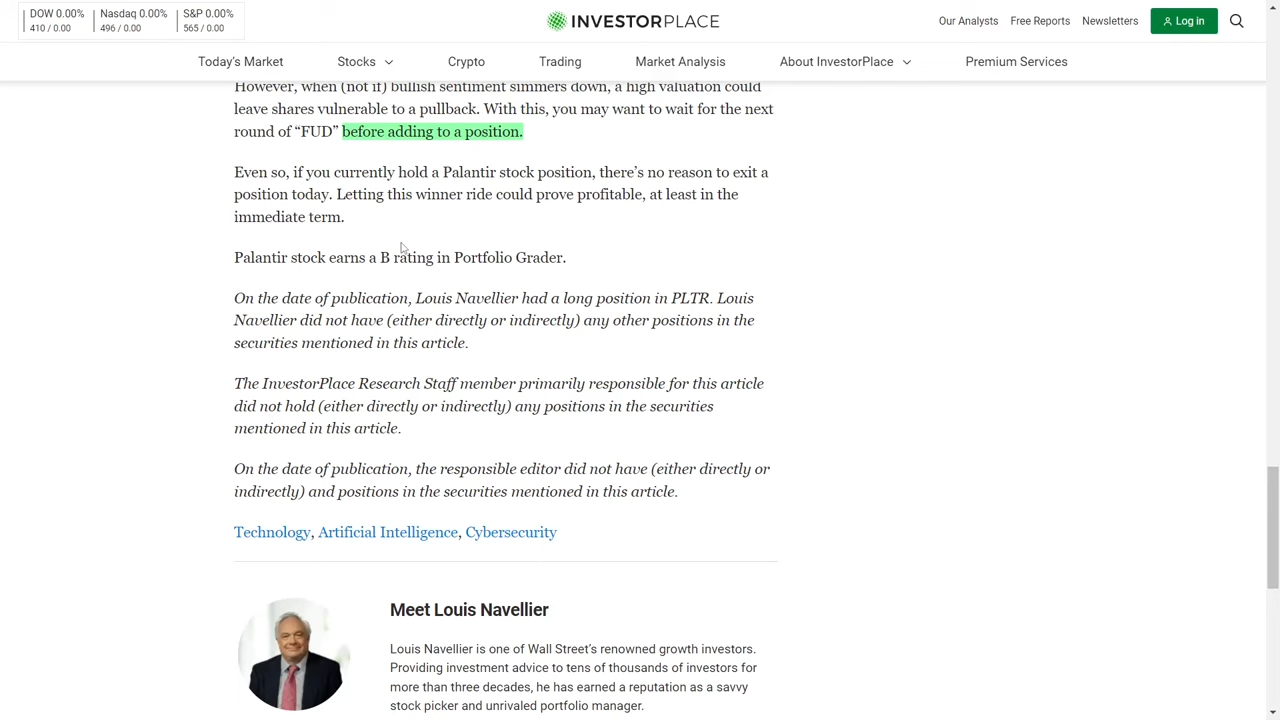 DOW 0.00%
410 / 0.00
Nasdaq 0.00%
496 / 0.00
S&P 0.00%
565 / 0.00
INVESTORPLACE
Our Analysts
Free Reports
Newsletters
Log in
Today's Market
Stocks
Crypto
Trading
Market Analysis
About InvestorPlace
Premium Services
However, when (not if) bullish sentiment simmers down, a high valuation could
leave shares vulnerable to a pullback. With this, you may want to wait for the next
round of “FUD” before adding to a position.
Even so, if you currently hold a Palantir stock position, there’s no reason to exit a
position today. Letting this winner ride could prove profitable, at least in the
immediate term.
Palantir stock earns a B rating in Portfolio Grader.
On the date of publication, Louis Navellier had a long position in PLTR. Louis
Navellier did not have (either directly or indirectly) any other positions in the
securities mentioned in this article.
The InvestorPlace Research Staff member primarily responsible for this article
did not hold (either directly or indirectly) any positions in the securities
mentioned in this article.
On the date of publication, the responsible editor did not have (either directly or
indirectly) and positions in the securities mentioned in this article.
Technology, Artificial Intelligence, Cybersecurity
Meet Louis Navellier
Louis Navellier is one of Wall Street’s renowned growth investors.
Providing investment advice to tens of thousands of investors for
more than three decades, he has earned a reputation as a savvy
stock picker and unrivaled portfolio manager.